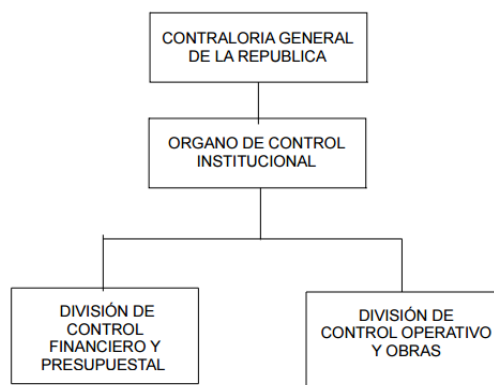 CONTRALORIA GENERAL
DE LA REPUBLICA
ORGANO DE CONTROL
INSTITUCIONAL
DIVISIÓN DE
CONTROL
FINANCIERO Y
PRESUPUESTAL
DIVISIÓN DE
CONTROL OPERATIVO
Y OBRAS